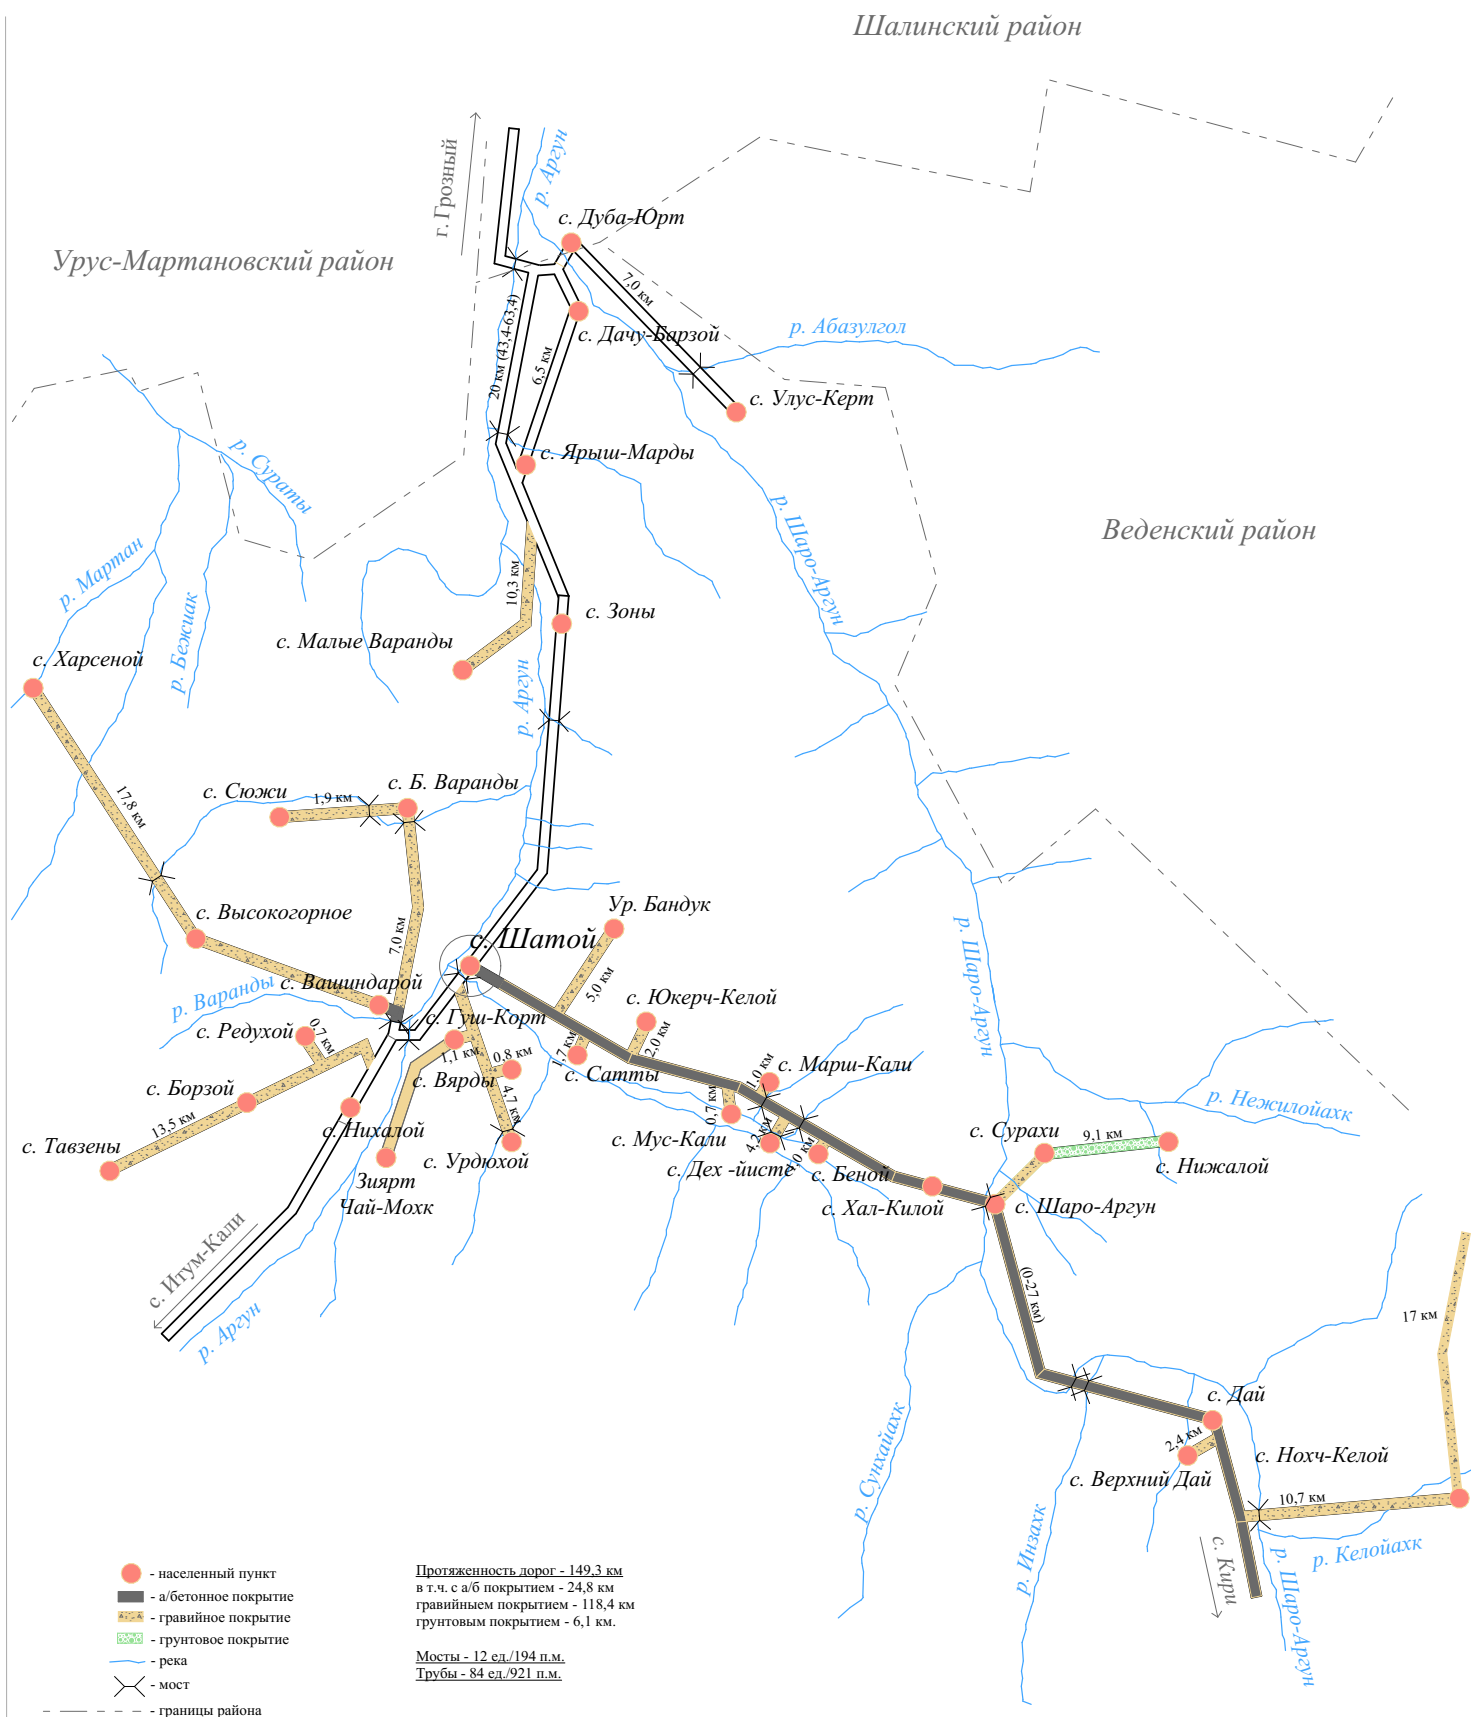 Шалинский район
г. Грозный
р. Аргун
с. Дуба-Юрт
Урус-Мартановский район
7,0 км
20 км (43,4-63,4)
с. Дачу-Барзой
р. Абазулгол
6,5 км
с. Улус-Керт
р. Сураты
с. Ярыш-Марды
р. Шаро-Аргун
Веденский район
р. Мартан
10,3 км
р. Бежиак
с. Зоны
с. Малые Варанды
с. Харсеной
р. Аргун
17,8 км
с. Сюжи
1,9 км
с. Б. Варанды
с. Высокогорное
7,0 км
Ур. Бандук
с. Шатой
р. Шаро-Аргун
5,0 км
р. Варанды
с. Вашиндарой
с. Юкерч-Келой
с. Гуш-Корт
с. Редухой
0,7 км
2,0 км
1,1 км
0,8 км
1,7 км
с. Сатты
1,0 км
с. Марш-Кали
с. Вярды
с. Борзой
4,7 км
0,7 км
р. Нежилойахк
13,5 км
с. Нихалой
с. Мус-Кали
4,2 км
с. Сурахи
9,1 км
с. Тавзены
с. Урдюхой
с. Дех -йисте
4,0 км
с. Беной
с. Нижалой
Зиярт
Чай-Мохк
с. Хал-Килой
с. Шаро-Аргун
с. Итум-Кали
р. Аргун
(0-27 км)
17 км
с. Дай
2,4 км
с. Верхний Дай
с. Нохч-Келой
р. Сунхайахк
10,7 км
р. Инзахк
с. Кири
р. Келойахк
р. Шаро-Аргун
- населенный пункт
- а/бетонное покрытие
- гравийное покрытие
- грунтовое покрытие
- река
- мост
- границы района
Протяженность дорог - 149,3 км
в т.ч. с а/б покрытием - 24,8 км
гравийныем покрытием - 118,4 км
грунтовым покрытием - 6,1 км.
Мосты - 12 ед./194 п.м.
Трубы - 84 ед./921 п.м.